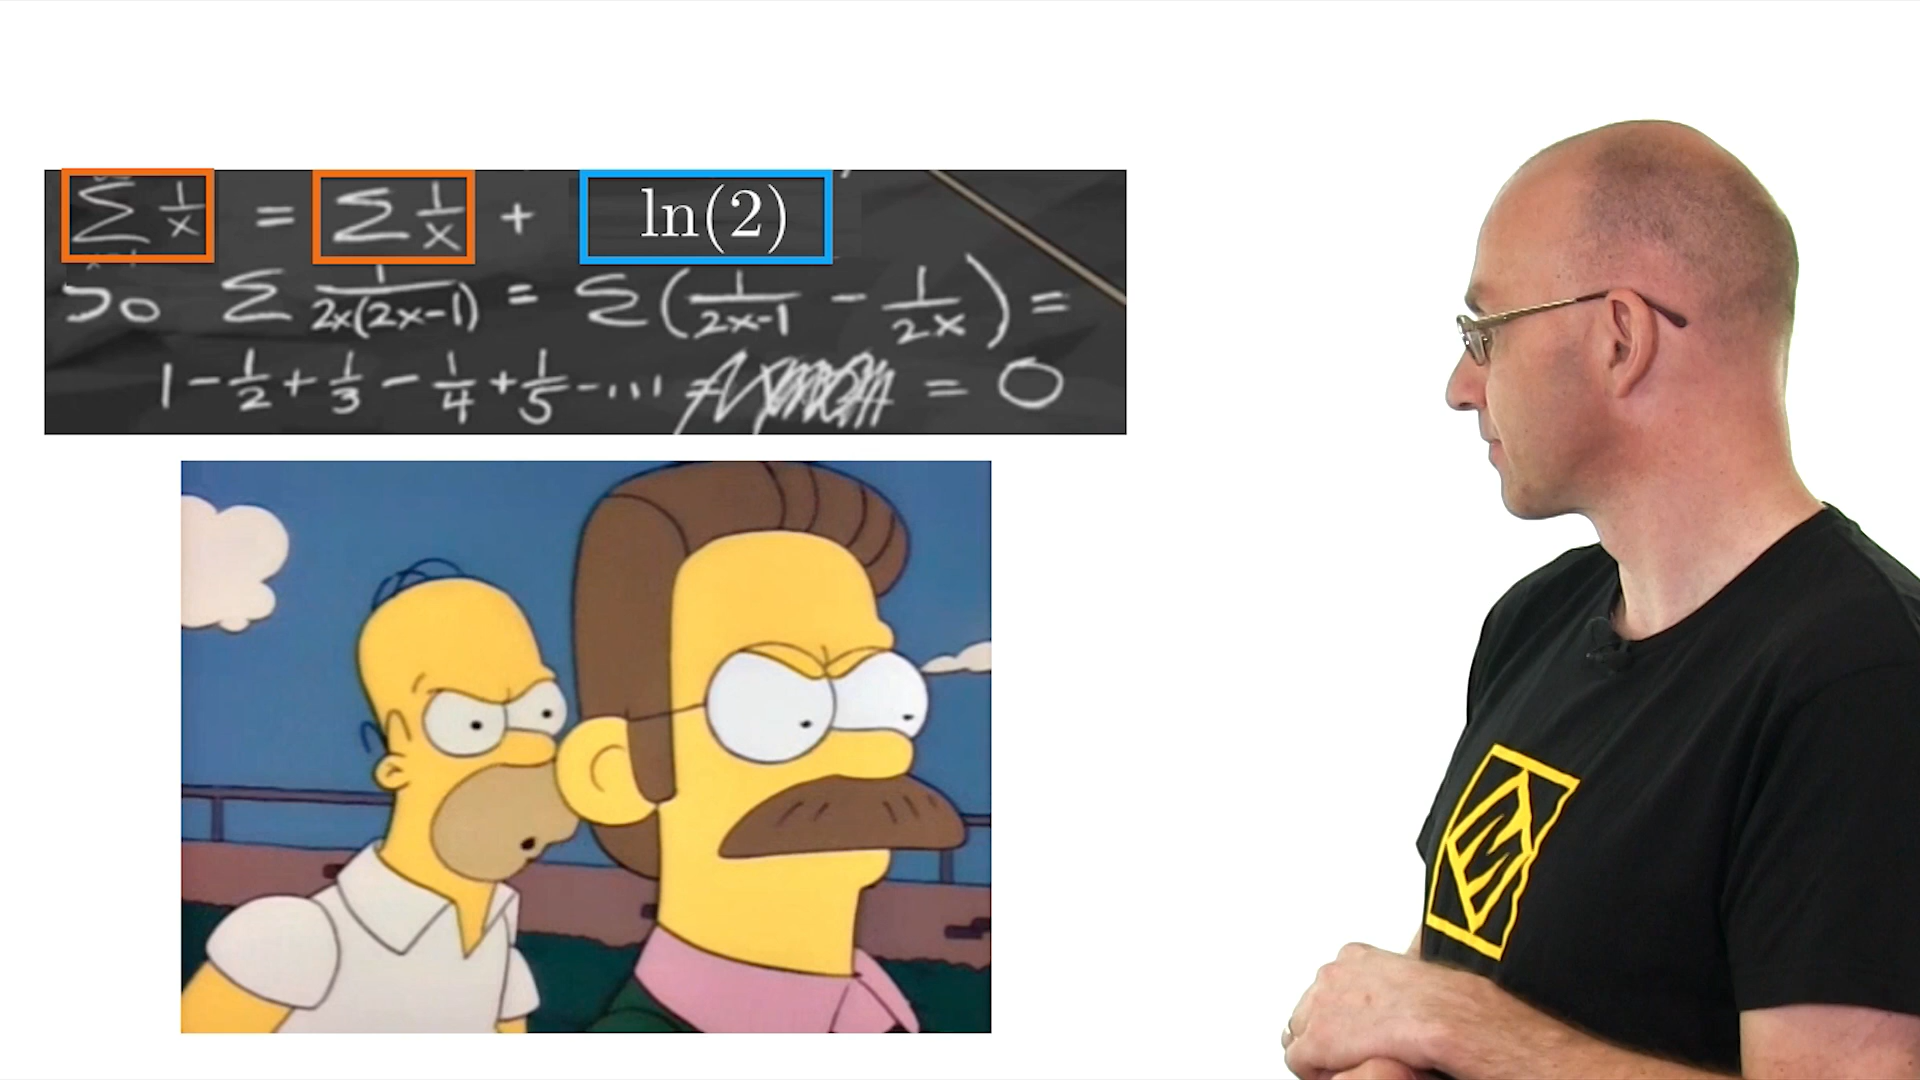 ∑ 1/x = ∑ 1/x + ln(2)
So ∑ 1/(2x(2x-1)) = ∑ (1/(2x-1) - 1/(2x)) =
1 - 1/2 + 1/3 - 1/4 + 1/5 - ... = 0